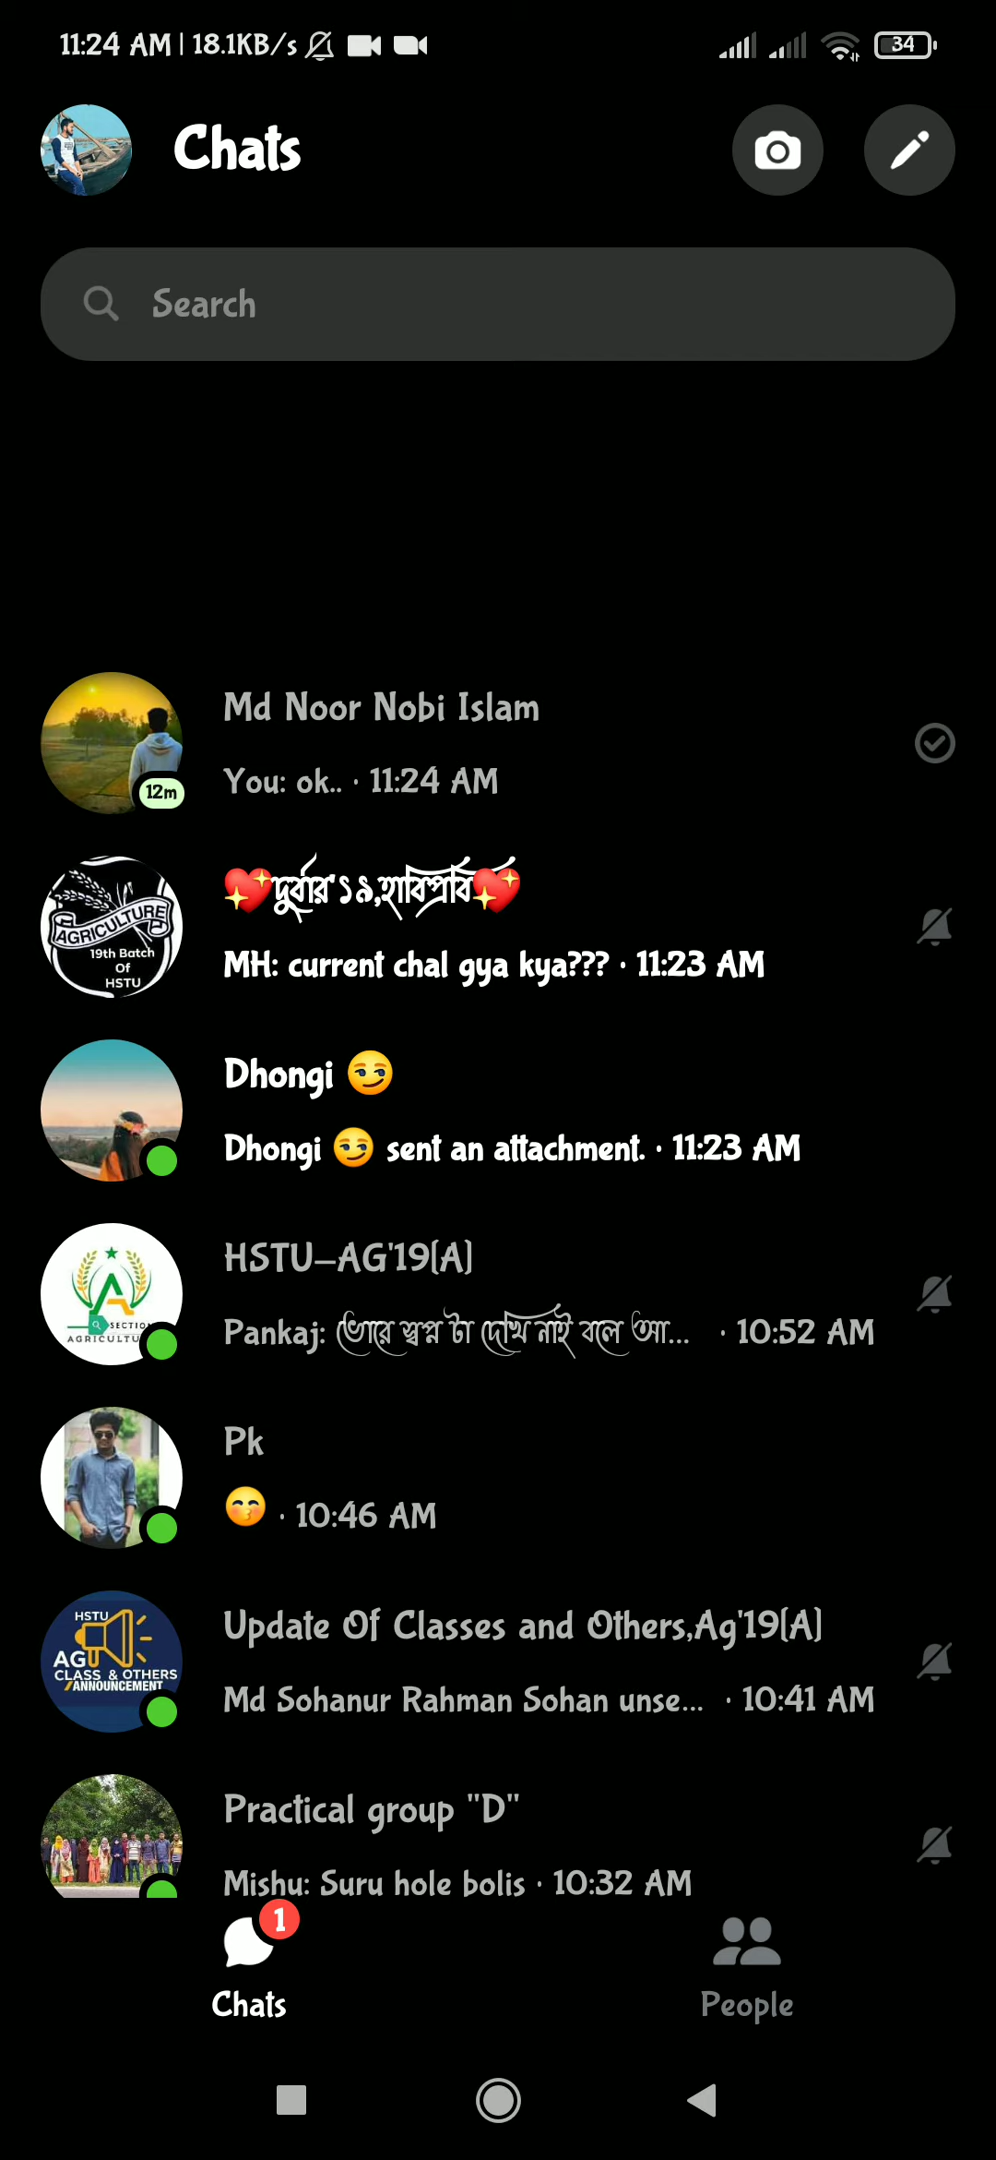 11:24 AM | 18.1KB/s
34
Chats
Search
Md Noor Nobi Islam
You: ok.. · 11:24 AM
12m
💖দুর্বার'১৯,হাবিপ্রবি💖
MH: current chal gya kya??? · 11:23 AM
AGRICULTURE
19th Batch
Of
HSTU
Dhongi 😏
Dhongi 😏 sent an attachment. · 11:23 AM
HSTU-AG'19(A)
Pankaj: ভোরে স্বপ্ন টা দেখি নাই বলে আ... · 10:52 AM
A
SECTION
AGRICULTU
Pk
😙 · 10:46 AM
Update Of Classes and Others,Ag'19(A)
Md Sohanur Rahman Sohan unse... · 10:41 AM
HSTU
AG
CLASS & OTHERS
ANNOUNCEMENT
Practical group "D"
Mishu: Suru hole bolis · 10:32 AM
1
Chats
People